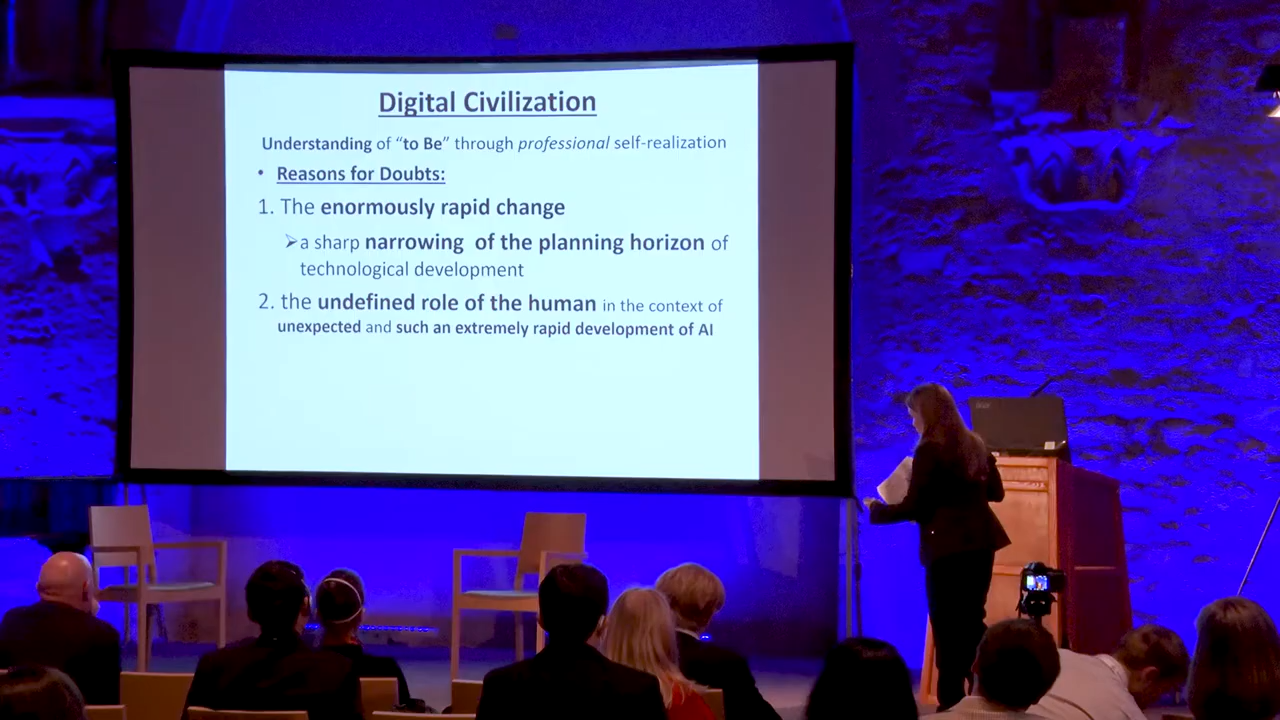 Digital Civilization
Understanding of “to Be” through professional self-realization
• Reasons for Doubts:
1. The enormously rapid change
➢a sharp narrowing of the planning horizon of
technological development
2. the undefined role of the human in the context of
unexpected and such an extremely rapid development of AI